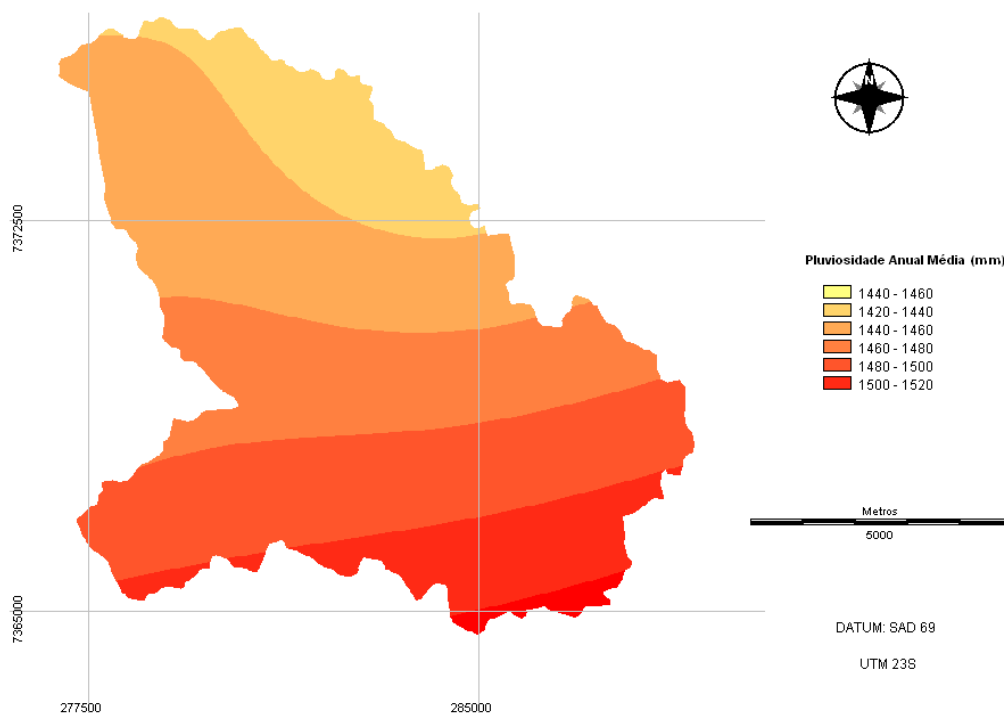 N
7372500
Pluviosidade Anual Média (mm)
1440 - 1460
1420 - 1440
1440 - 1460
1460 - 1480
1480 - 1500
1500 - 1520
Metros
5000
7365000
DATUM: SAD 69
UTM 23S
277500
285000